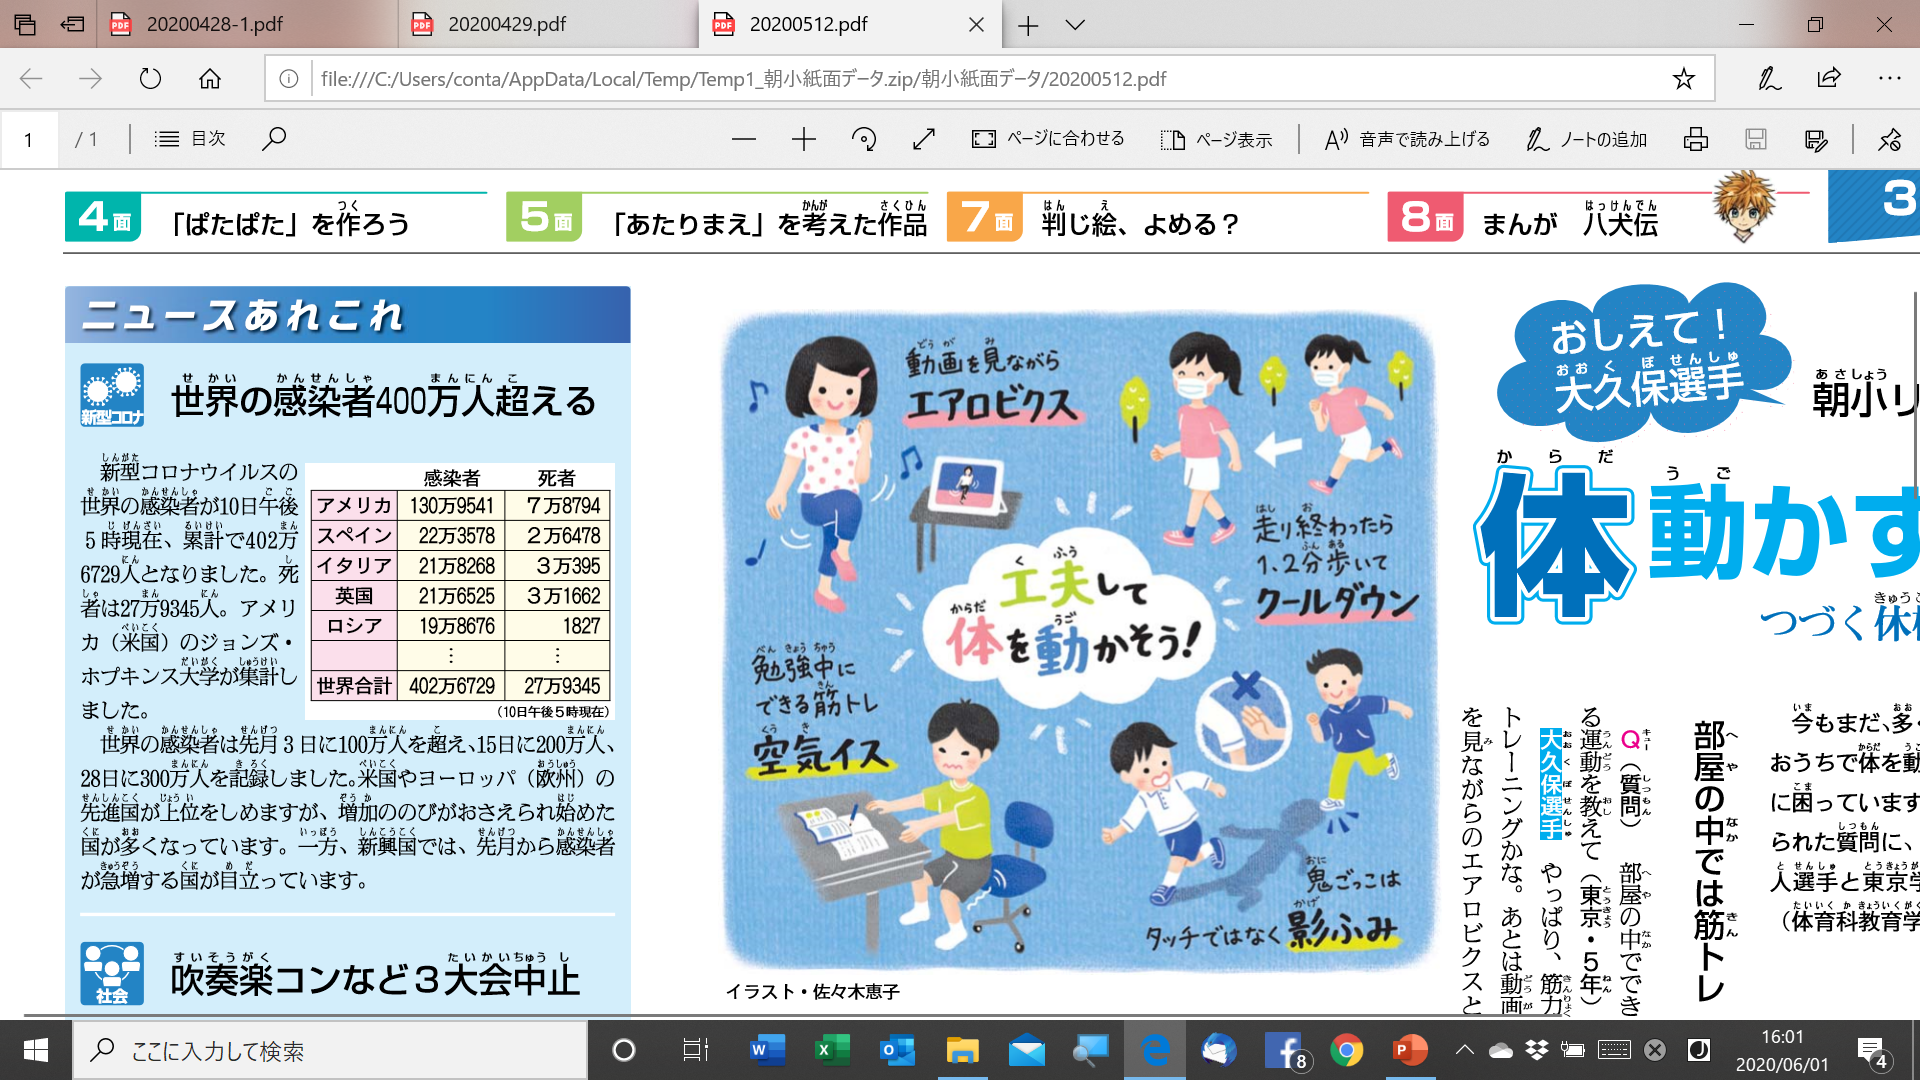 20200428-1.pdf
20200429.pdf
20200512.pdf
file:///C:/Users/conta/AppData/Local/Temp/Temp1_朝小紙面データ.zip/朝小紙面データ/20200512.pdf
1 / 1
目次
ページに合わせる
ページ表示
音声で読み上げる
ノートの追加
4面 「ぱたぱた」を作ろう
5面 「あたりまえ」を考えた作品
7面 判じ絵、よめる？
8面 まんが 八犬伝
3
ニュースあれこれ
新型コロナ
世界の感染者400万人超える
新型コロナウイルスの
世界の感染者が10日午後
5時現在、累計で402万
6729人となりました。死
者は27万9345人。アメリ
カ（米国）のジョンズ・
ホプキンス大学が集計し
ました。
感染者 死者
アメリカ 130万9541 7万8794
スペイン 22万3578 2万6478
イタリア 21万8268 3万395
英国 21万6525 3万1662
ロシア 19万8676 1827
⋮ ⋮
世界合計 402万6729 27万9345
（10日午後5時現在）
世界の感染者は先月3日に100万人を超え、15日に200万人、
28日に300万人を記録しました。米国やヨーロッパ（欧州）の
先進国が上位をしめますが、増加ののびがおさえられ始めた
国が多くなっています。一方、新興国では、先月から感染者
が急増する国が目立っています。
社会
吹奏楽コンなど3大会中止
動画を見ながら
エアロビクス
走り終わったら
1、2分歩いて
クールダウン
工夫して
体を動かそう！
勉強中に
できる筋トレ
空気イス
鬼ごっこは
タッチではなく影ふみ
イラスト・佐々木恵子
おしえて！
大久保選手
朝小リ
体動かす
つづく休校
部屋の中では筋トレ
Q（質問） 部屋の中ででき
る運動を教えて（東京・5年）
大久保選手 やっぱり、筋力
トレーニングかな。あとは動画
を見ながらのエアロビクスと
今もまだ、多く
おうちで体を動
に困っています
られた質問に、
人選手と東京学
（体育科教育学
ここに入力して検索
8
16:01
2020/06/01
4